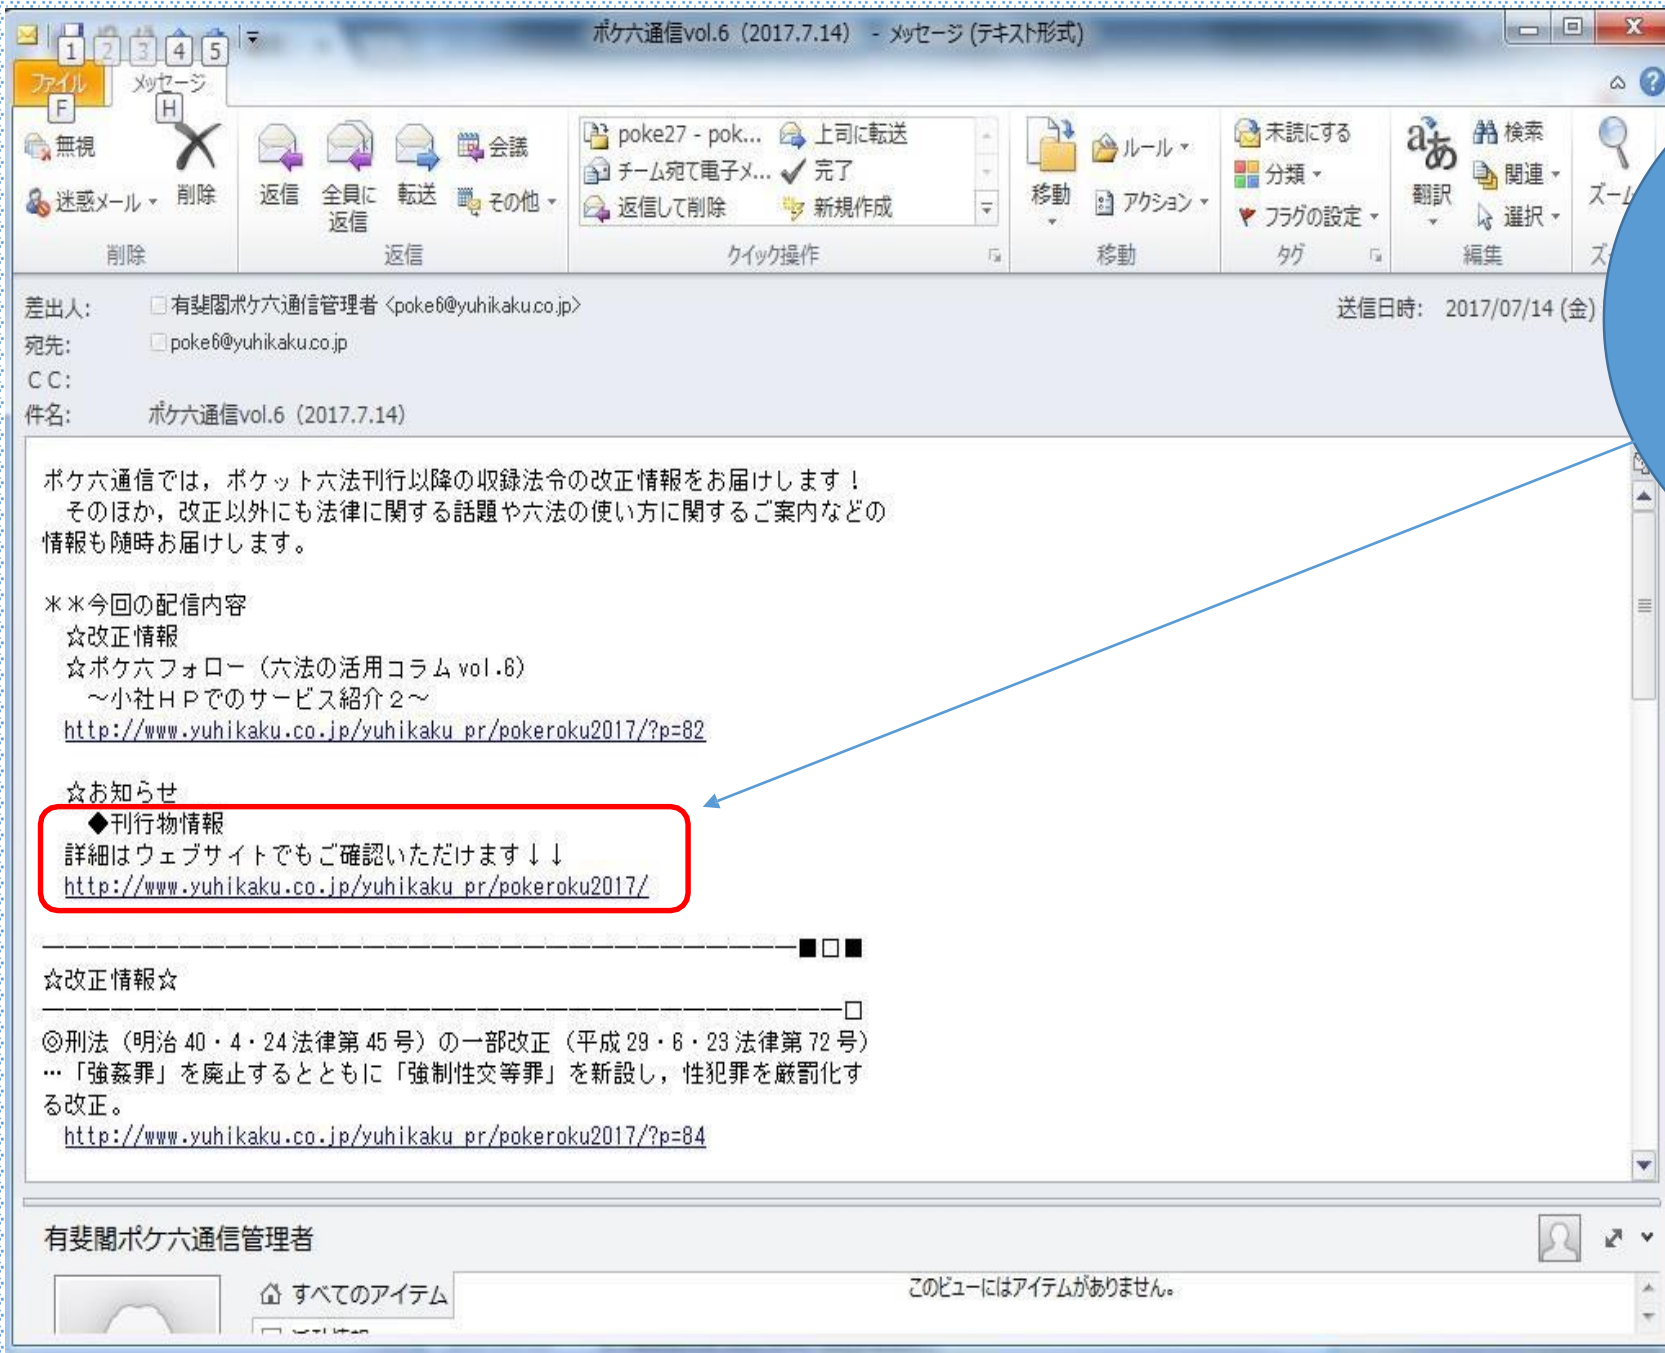 ポケ六通信vol.6（2017.7.14） - メッセージ (テキスト形式)
1 2 3 4 5
ファイル メッセージ
F H
無視
迷惑メール
削除
削除
返信
全員に
返信
転送
会議
その他
返信
poke27 - pok... 上司に転送
チーム宛て電子メ... 完了
返信して削除 新規作成
クイック操作
移動
ルール
アクション
移動
未読にする
分類
フラグの設定
タグ
あ
翻訳
検索
関連
選択
編集
差出人: 有斐閣ポケ六通信管理者 <poke6@yuhikaku.co.jp> 送信日時: 2017/07/14 (金)
宛先: poke6@yuhikaku.co.jp
ＣＣ:
件名: ポケ六通信vol.6（2017.7.14）
ポケ六通信では，ポケット六法刊行以降の収録法令の改正情報をお届けします！
そのほか，改正以外にも法律に関する話題や六法の使い方に関するご案内などの
情報も随時お届けします。
＊＊今回の配信内容
☆改正情報
☆ポケ六フォロー（六法の活用コラムvol.6）
～小社ＨＰでのサービス紹介２～
http://www.yuhikaku.co.jp/yuhikaku_pr/pokeroku2017/?p=82
☆お知らせ
◆刊行物情報
詳細はウェブサイトでもご確認いただけます↓↓
http://www.yuhikaku.co.jp/yuhikaku_pr/pokeroku2017/
―――――――――――――――――――――――――――――――――■□■
☆改正情報☆
―――――――――――――――――――――――――――――――――――□
◎刑法（明治40・4・24法律第45号）の一部改正（平成29・6・23法律第72号）
…「強姦罪」を廃止するとともに「強制性交等罪」を新設し，性犯罪を厳罰化す
る改正。
http://www.yuhikaku.co.jp/yuhikaku_pr/pokeroku2017/?p=84
有斐閣ポケ六通信管理者
すべてのアイテム
このビューにはアイテムがありません。